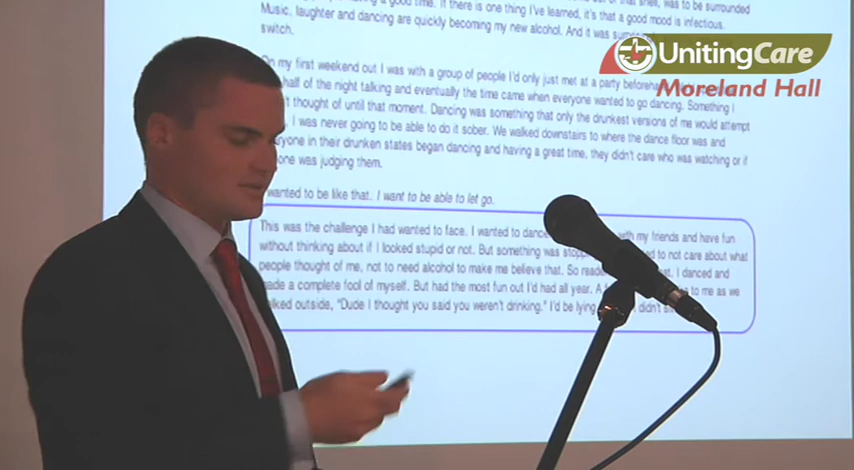 having a good time. If there is one thing I've learned, it's that a good mood is infectious.
Music, laughter and dancing are quickly becoming my new alcohol. And it was
switch.
UnitingCare
Moreland Hall
On my first weekend out I was with a group of people I'd only just met at a party
half of the night talking and eventually the time came when everyone wanted to go dancing. Something I
thought of until that moment. Dancing was something that only the drunkest versions of me would attempt
I was never going to be able to do it sober. We walked downstairs to where the dance floor was and
in their drunken states began dancing and having a great time, they didn't care who was watching or if
one was judging them.
wanted to be like that. I want to be able to let go.
This was the challenge I had wanted to face. I wanted to with my friends and have fun
without thinking about if I looked stupid or not. But something was to not care about what
people thought of me, not to need alcohol to make me believe that. So I danced and
made a complete fool of myself. But had the most fun out I'd had all year. A to me as we
walked outside, "Dude I thought you said you weren't drinking." I'd be lying didn't